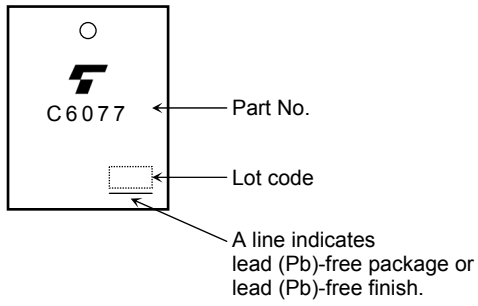 C6077
Part No.
Lot code
A line indicates
lead (Pb)-free package or
lead (Pb)-free finish.